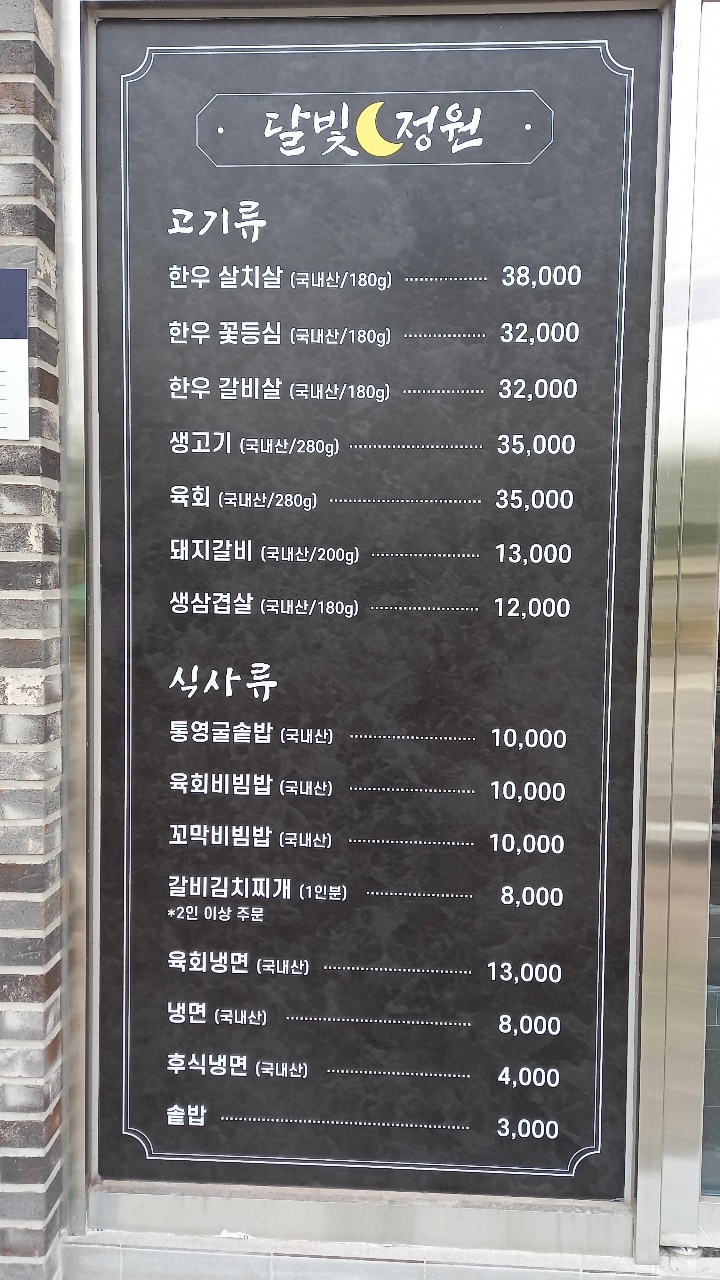 달빛 정원
고기류
한우 살치살 (국내산/180g) 38,000
한우 꽃등심 (국내산/180g) 32,000
한우 갈비살 (국내산/180g) 32,000
생고기 (국내산/280g) 35,000
육회 (국내산/280g) 35,000
돼지갈비 (국내산/200g) 13,000
생삼겹살 (국내산/180g) 12,000
식사류
통영굴솥밥 (국내산) 10,000
육회비빔밥 (국내산) 10,000
꼬막비빔밥 (국내산) 10,000
갈비김치찌개 (1인분) 8,000
*2인 이상 주문
육회냉면 (국내산) 13,000
냉면 (국내산) 8,000
후식냉면 (국내산) 4,000
솥밥 3,000